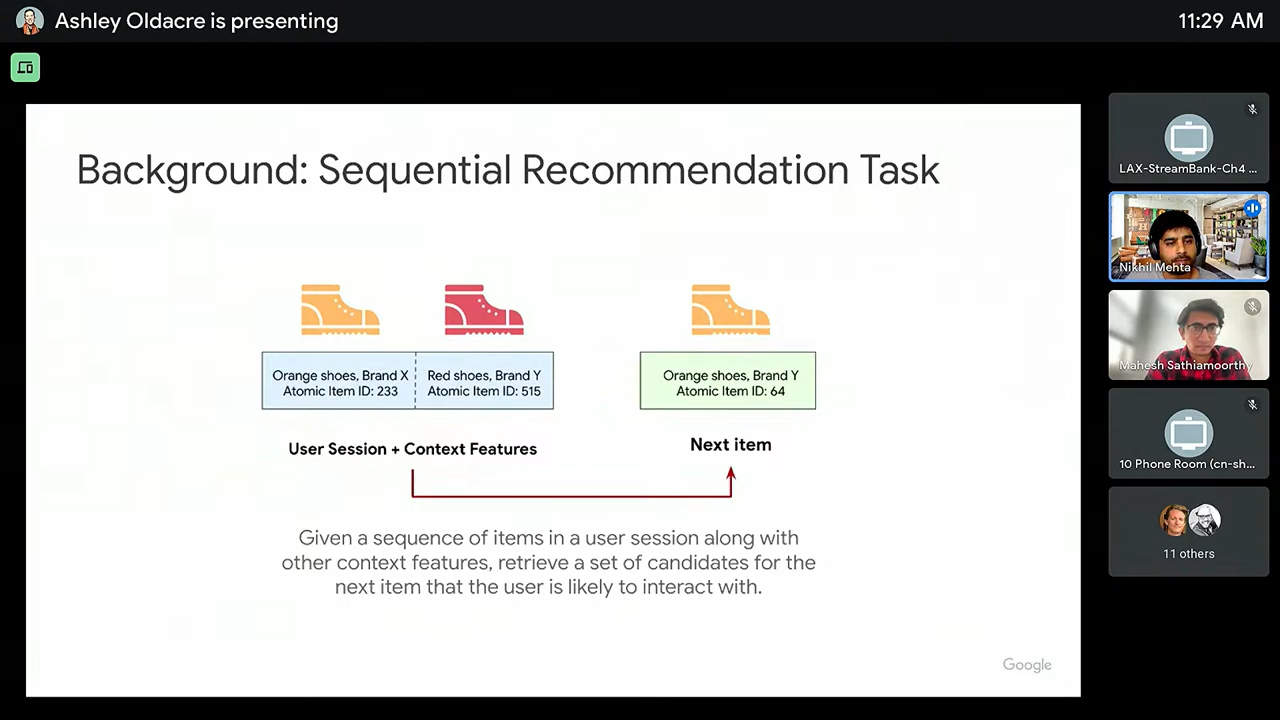 Ashley Oldacre is presenting
11:29 AM
Background: Sequential Recommendation Task
Orange shoes, Brand X
Atomic Item ID: 233
Red shoes, Brand Y
Atomic Item ID: 515
Orange shoes, Brand Y
Atomic Item ID: 64
User Session + Context Features
Next item
Given a sequence of items in a user session along with
other context features, retrieve a set of candidates for the
next item that the user is likely to interact with.
Google
LAX-StreamBank-Ch4 ...
Nikhil Mehta
Mahesh Sathiamoorthy
10 Phone Room (cn-sh...
11 others